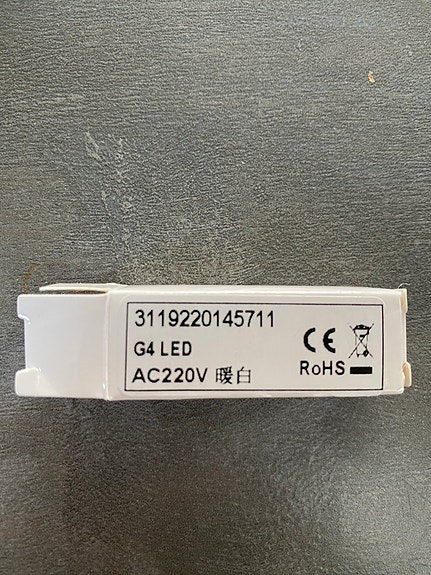 3119220145711
G4 LED
AC220V 暖白
CE
RoHS